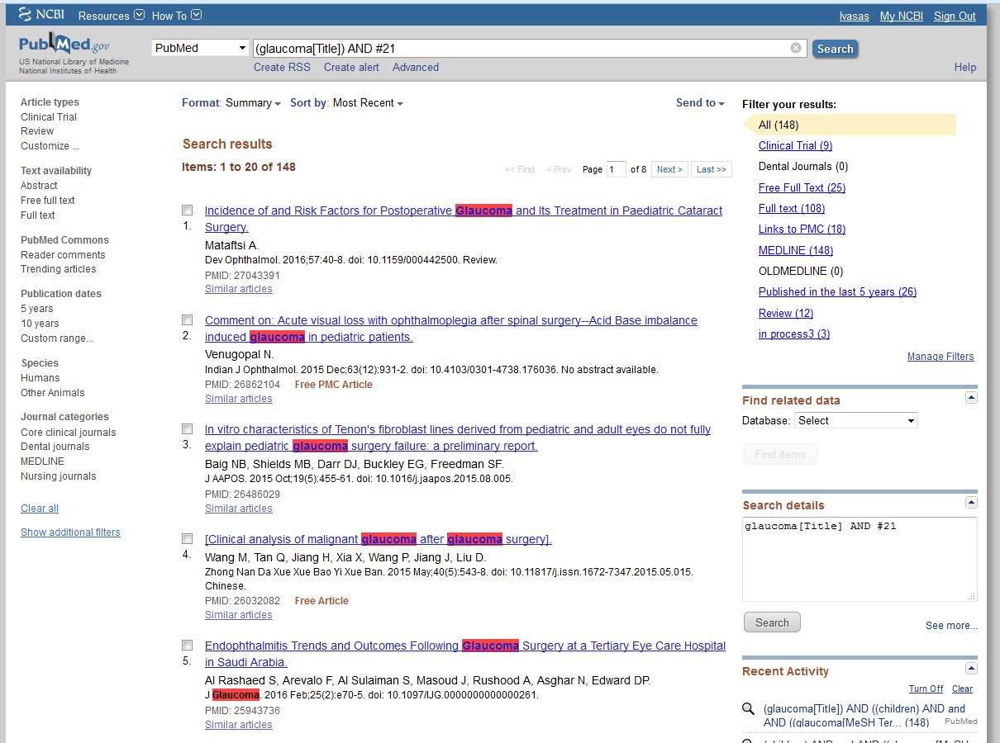 NCBI Resources How To
lvasas My NCBI Sign Out
PubMed.gov
US National Library of Medicine
National Institutes of Health
PubMed
(glaucoma[Title]) AND #21
Search
Create RSS Create alert Advanced
Help
Article types
Clinical Trial
Review
Customize ...
Text availability
Abstract
Free full text
Full text
PubMed Commons
Reader comments
Trending articles
Publication dates
5 years
10 years
Custom range...
Species
Humans
Other Animals
Journal categories
Core clinical journals
Dental journals
MEDLINE
Nursing journals
Clear all
Show additional filters
Format: Summary Sort by: Most Recent
Send to
Search results
Items: 1 to 20 of 148
<< First < Prev Page 1 of 8 Next > Last >>
Incidence of and Risk Factors for Postoperative Glaucoma and Its Treatment in Paediatric Cataract
1. Surgery.
Mataftsi A.
Dev Ophthalmol. 2016;57:40-8. doi: 10.1159/000442500. Review.
PMID: 27043391
Similar articles
Comment on: Acute visual loss with ophthalmoplegia after spinal surgery--Acid Base imbalance
2. induced glaucoma in pediatric patients.
Venugopal N.
Indian J Ophthalmol. 2015 Dec;63(12):931-2. doi: 10.4103/0301-4738.176036. No abstract available.
PMID: 26862104 Free PMC Article
Similar articles
In vitro characteristics of Tenon's fibroblast lines derived from pediatric and adult eyes do not fully
3. explain pediatric glaucoma surgery failure: a preliminary report.
Baig NB, Shields MB, Darr DJ, Buckley EG, Freedman SF.
J AAPOS. 2015 Oct;19(5):455-61. doi: 10.1016/j.jaapos.2015.08.005.
PMID: 26486029
Similar articles
[Clinical analysis of malignant glaucoma after glaucoma surgery].
4. Wang M, Tan Q, Jiang H, Xia X, Wang P, Jiang J, Liu D.
Zhong Nan Da Xue Xue Bao Yi Xue Ban. 2015 May;40(5):543-8. doi: 10.11817/j.issn.1672-7347.2015.05.015.
Chinese.
PMID: 26032082 Free Article
Similar articles
Endophthalmitis Trends and Outcomes Following Glaucoma Surgery at a Tertiary Eye Care Hospital
5. in Saudi Arabia.
Al Rashaed S, Arevalo F, Al Sulaiman S, Masoud J, Rushood A, Asghar N, Edward DP.
J Glaucoma. 2016 Feb;25(2):e70-5. doi: 10.1097/IJG.0000000000000261.
PMID: 25943736
Similar articles
Filter your results:
All (148)
Clinical Trial (9)
Dental Journals (0)
Free Full Text (25)
Full text (108)
Links to PMC (18)
MEDLINE (148)
OLDMEDLINE (0)
Published in the last 5 years (26)
Review (12)
in process3 (3)
Manage Filters
Find related data
Database: Select
Find items
Search details
glaucoma[Title] AND #21
Search
See more...
Recent Activity
Turn Off Clear
(glaucoma[Title]) AND ((children) AND and
AND ((glaucoma[MeSH Ter... (148) PubMed